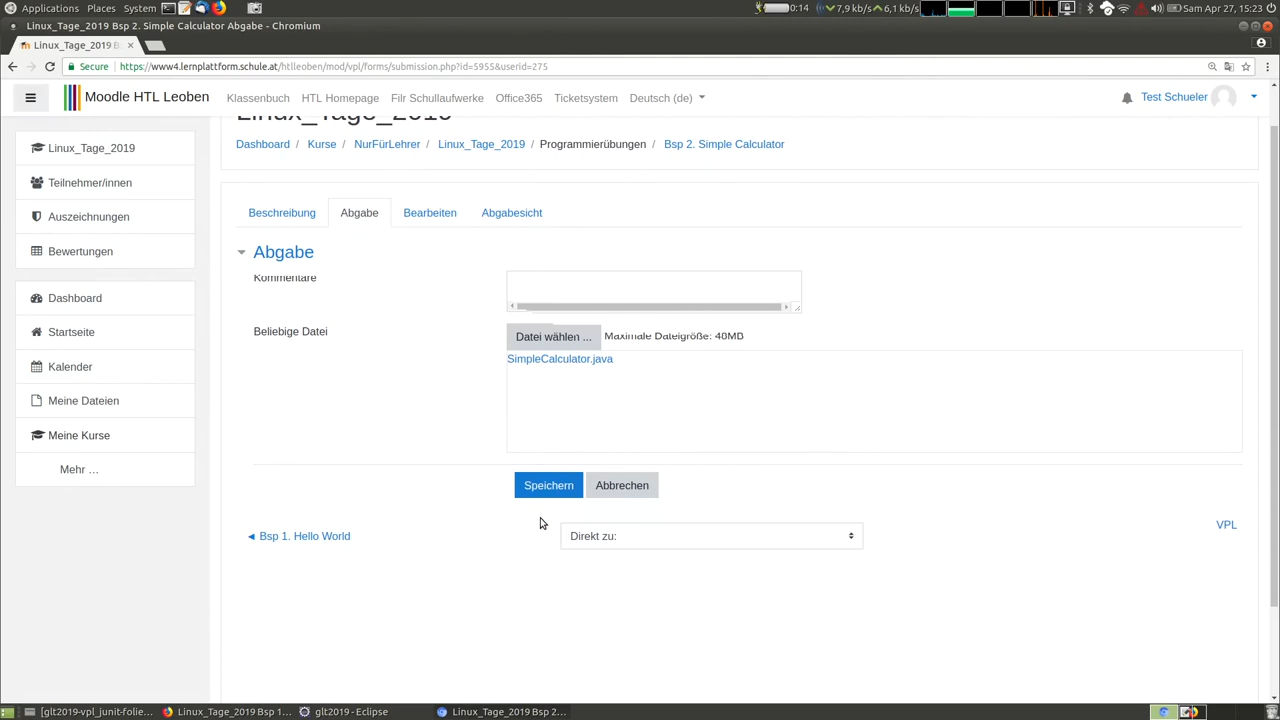 Applications Places System 0:14 7,9 kb/s 6,1 kb/s Sam Apr 27, 15:23
Linux_Tage_2019 Bsp 2. Simple Calculator Abgabe - Chromium
Linux_Tage_2019 B
Secure https://www4.lernplattform.schule.at/htlleoben/mod/vpl/forms/submission.php?id=5955&userid=275
Moodle HTL Leoben Klassenbuch HTL Homepage Filr Schullaufwerke Office365 Ticketsystem Deutsch (de) Test Schueler
Linux_Tage_2019
Dashboard / Kurse / NurFürLehrer / Linux_Tage_2019 / Programmierübungen / Bsp 2. Simple Calculator
Linux_Tage_2019
Teilnehmer/innen
Auszeichnungen
Bewertungen
Dashboard
Startseite
Kalender
Meine Dateien
Meine Kurse
Mehr …
Beschreibung Abgabe Bearbeiten Abgabesicht
Abgabe
Kommentare
Beliebige Datei Datei wählen ... Maximale Dateigröße: 40MB
SimpleCalculator.java
Speichern Abbrechen
VPL
◄ Bsp 1. Hello World Direkt zu:
[glt2019-vpl_junit-folie... Linux_Tage_2019 Bsp 1... glt2019 - Eclipse Linux_Tage_2019 Bsp 2...